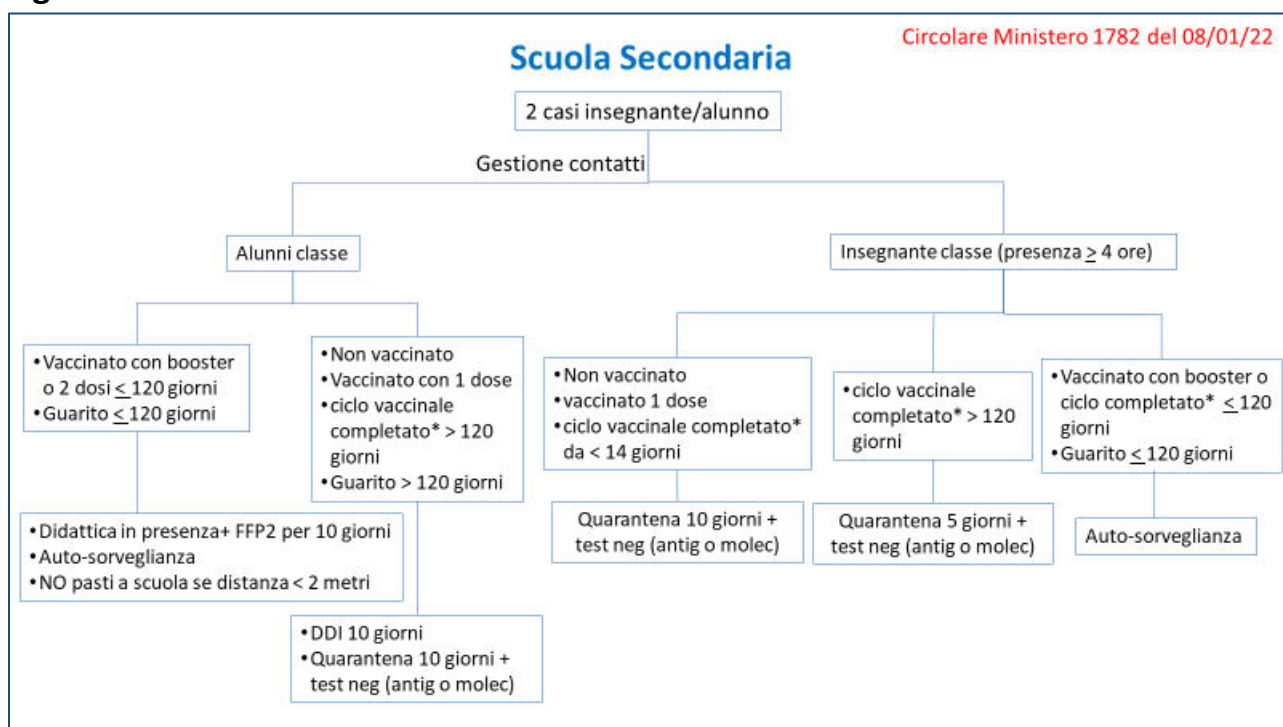 Circolare Ministero 1782 del 08/01/22
Scuola Secondaria
2 casi insegnante/alunno
Gestione contatti
Alunni classe
Insegnante classe (presenza ≥ 4 ore)
•Vaccinato con booster
o 2 dosi ≤ 120 giorni
•Guarito ≤ 120 giorni
•Non vaccinato
•Vaccinato con 1 dose
•ciclo vaccinale
completato* > 120
giorni
•Guarito > 120 giorni
•Non vaccinato
•vaccinato 1 dose
•ciclo vaccinale completato*
da < 14 giorni
•ciclo vaccinale
completato* > 120
giorni
•Vaccinato con booster o
ciclo completato* ≤ 120
giorni
•Guarito ≤ 120 giorni
•Didattica in presenza+ FFP2 per 10 giorni
•Auto-sorveglianza
•NO pasti a scuola se distanza < 2 metri
Quarantena 10 giorni +
test neg (antig o molec)
Quarantena 5 giorni +
test neg (antig o molec)
Auto-sorveglianza
•DDI 10 giorni
•Quarantena 10 giorni +
test neg (antig o molec)